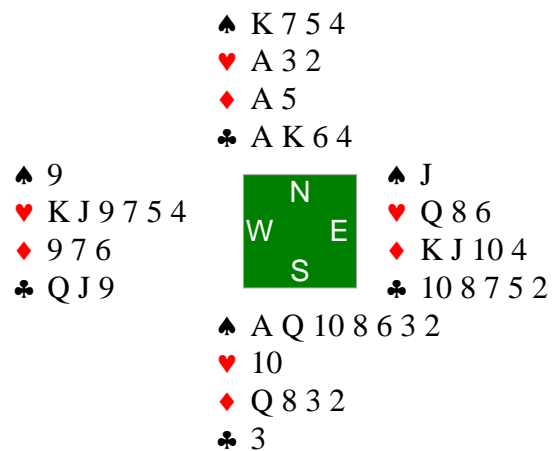 ♠ K 7 5 4
♥ A 3 2
♦ A 5
♣ A K 6 4
♠ 9
♥ K J 9 7 5 4
♦ 9 7 6
♣ Q J 9
N
W E
S
♠ J
♥ Q 8 6
♦ K J 10 4
♣ 10 8 7 5 2
♠ A Q 10 8 6 3 2
♥ 10
♦ Q 8 3 2
♣ 3